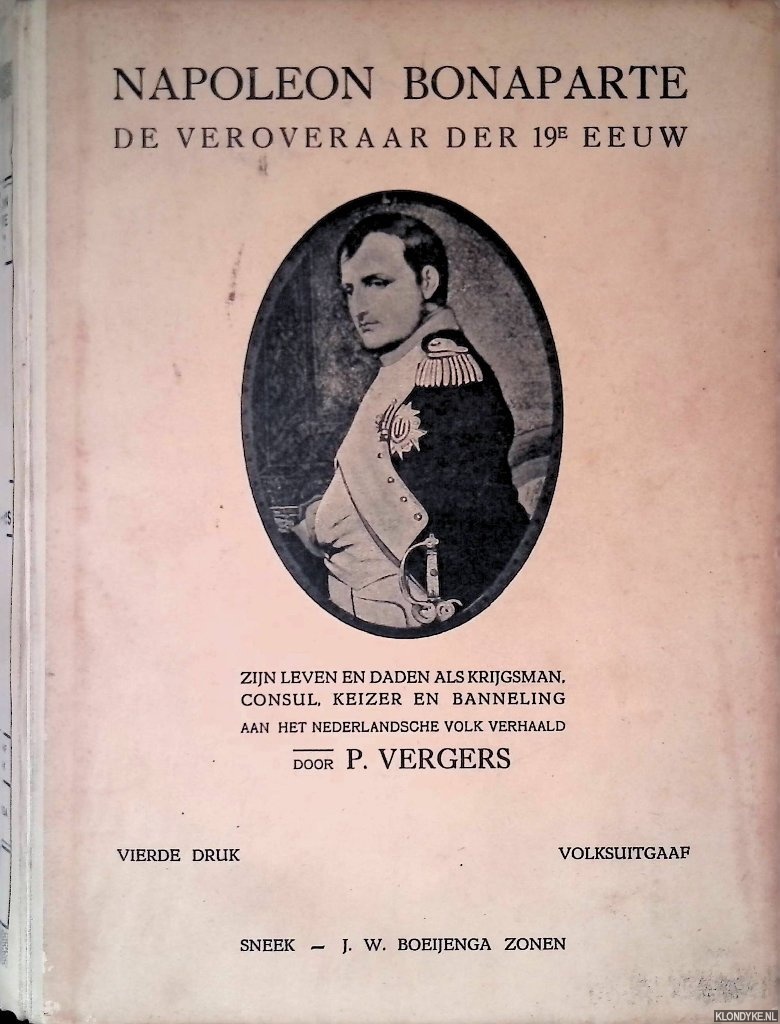 NAPOLEON BONAPARTE
DE VEROVERAAR DER 19E EEUW
ZIJN LEVEN EN DADEN ALS KRIJGSMAN,
CONSUL, KEIZER EN BANNELING
AAN HET NEDERLANDSCHE VOLK VERHAALD
DOOR P. VERGERS
VIERDE DRUK
VOLKSUITGAAF
SNEEK — J. W. BOEIJENGA ZONEN
KLONDYKE.NL